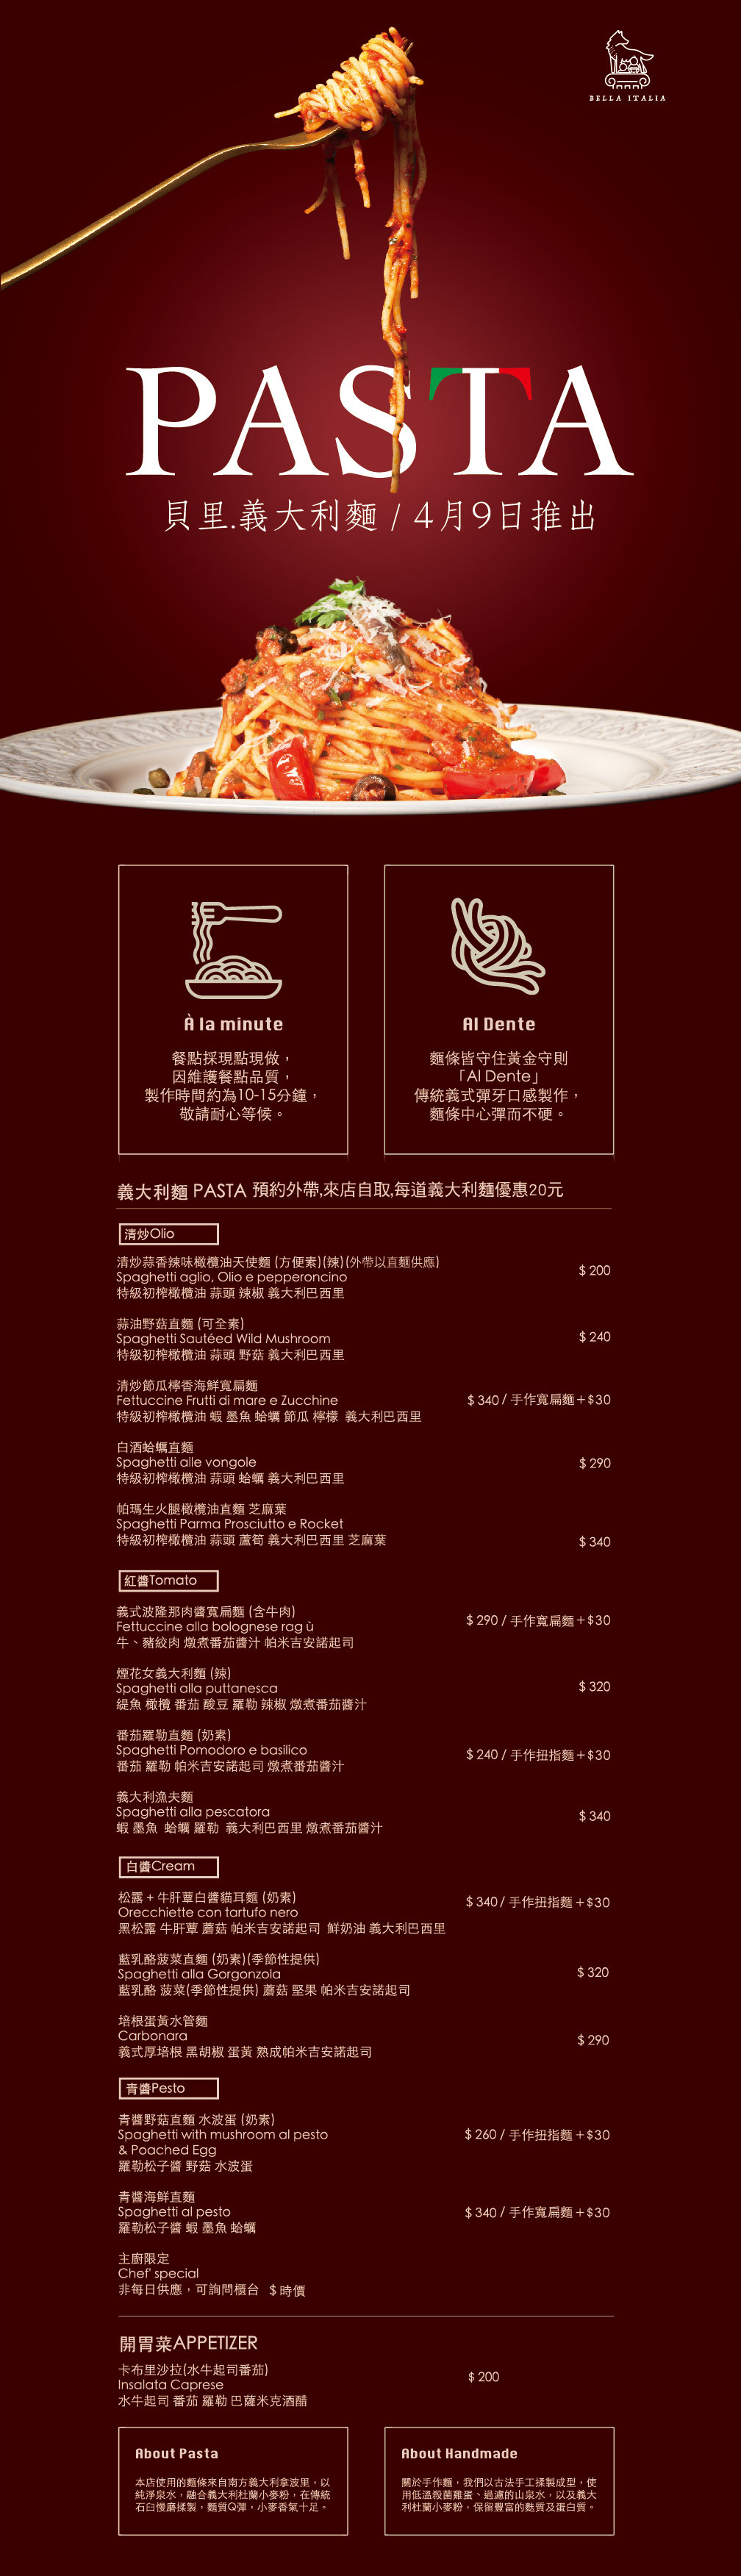 BELLA ITALIA
PASTA
貝里.義大利麵 / 4月9日推出
À la minute
餐點採現點現做，
因維護餐點品質，
製作時間約為10-15分鐘，
敬請耐心等候。
Al Dente
麵條皆守住黃金守則
「Al Dente」
傳統義式彈牙口感製作，
麵條中心彈而不硬。
義大利麵 PASTA 預約外帶,來店自取,每道義大利麵優惠20元
清炒Olio
清炒蒜香辣味橄欖油天使麵 (方便素)(辣)(外帶以直麵供應)
Spaghetti aglio, Olio e pepperoncino
特級初榨橄欖油 蒜頭 辣椒 義大利巴西里
$ 200
蒜油野菇直麵 (可全素)
Spaghetti Sautéed Wild Mushroom
特級初榨橄欖油 蒜頭 野菇 義大利巴西里
$ 240
清炒節瓜檸香海鮮寬扁麵
Fettuccine Frutti di mare e Zucchine
特級初榨橄欖油 蝦 墨魚 蛤蠣 節瓜 檸檬 義大利巴西里
$ 340 / 手作寬扁麵+$30
白酒蛤蠣直麵
Spaghetti alle vongole
特級初榨橄欖油 蒜頭 蛤蠣 義大利巴西里
$ 290
帕瑪生火腿橄欖油直麵 芝麻葉
Spaghetti Parma Prosciutto e Rocket
特級初榨橄欖油 蒜頭 蘆筍 義大利巴西里 芝麻葉
$ 340
紅醬Tomato
義式波隆那肉醬寬扁麵 (含牛肉)
Fettuccine alla bolognese rag ù
牛、豬絞肉 燉煮番茄醬汁 帕米吉安諾起司
$ 290 / 手作寬扁麵+$30
煙花女義大利麵 (辣)
Spaghetti alla puttanesca
緹魚 橄欖 番茄 酸豆 羅勒 辣椒 燉煮番茄醬汁
$ 320
番茄羅勒直麵 (奶素)
Spaghetti Pomodoro e basilico
番茄 羅勒 帕米吉安諾起司 燉煮番茄醬汁
$ 240 / 手作扭指麵+$30
義大利漁夫麵
Spaghetti alla pescatora
蝦 墨魚 蛤蠣 羅勒 義大利巴西里 燉煮番茄醬汁
$ 340
白醬Cream
松露 + 牛肝蕈白醬貓耳麵 (奶素)
Orecchiette con tartufo nero
黑松露 牛肝蕈 蘑菇 帕米吉安諾起司 鮮奶油 義大利巴西里
$ 340 / 手作扭指麵+$30
藍乳酪菠菜直麵 (奶素)(季節性提供)
Spaghetti alla Gorgonzola
藍乳酪 菠菜(季節性提供) 蘑菇 堅果 帕米吉安諾起司
$ 320
培根蛋黃水管麵
Carbonara
義式厚培根 黑胡椒 蛋黃 熟成帕米吉安諾起司
$ 290
青醬Pesto
青醬野菇直麵 水波蛋 (奶素)
Spaghetti with mushroom al pesto
& Poached Egg
羅勒松子醬 野菇 水波蛋
$ 260 / 手作扭指麵+$30
青醬海鮮直麵
Spaghetti al pesto
羅勒松子醬 蝦 墨魚 蛤蠣
$ 340 / 手作寬扁麵+$30
主廚限定
Chef' special
非每日供應，可詢問櫃台 $ 時價
開胃菜APPETIZER
卡布里沙拉(水牛起司番茄)
Insalata Caprese
水牛起司 番茄 羅勒 巴薩米克酒醋
$ 200
About Pasta
本店使用的麵條來自南方義大利拿波里，以
純淨泉水，融合義大利杜蘭小麥粉，在傳統
石臼慢磨揉製，麵質Q彈，小麥香氣十足。
About Handmade
關於手作麵，我們以古法手工揉製成型，使
用低溫殺菌雞蛋、過濾的山泉水，以及義大
利杜蘭小麥粉，保留豐富的麩質及蛋白質。